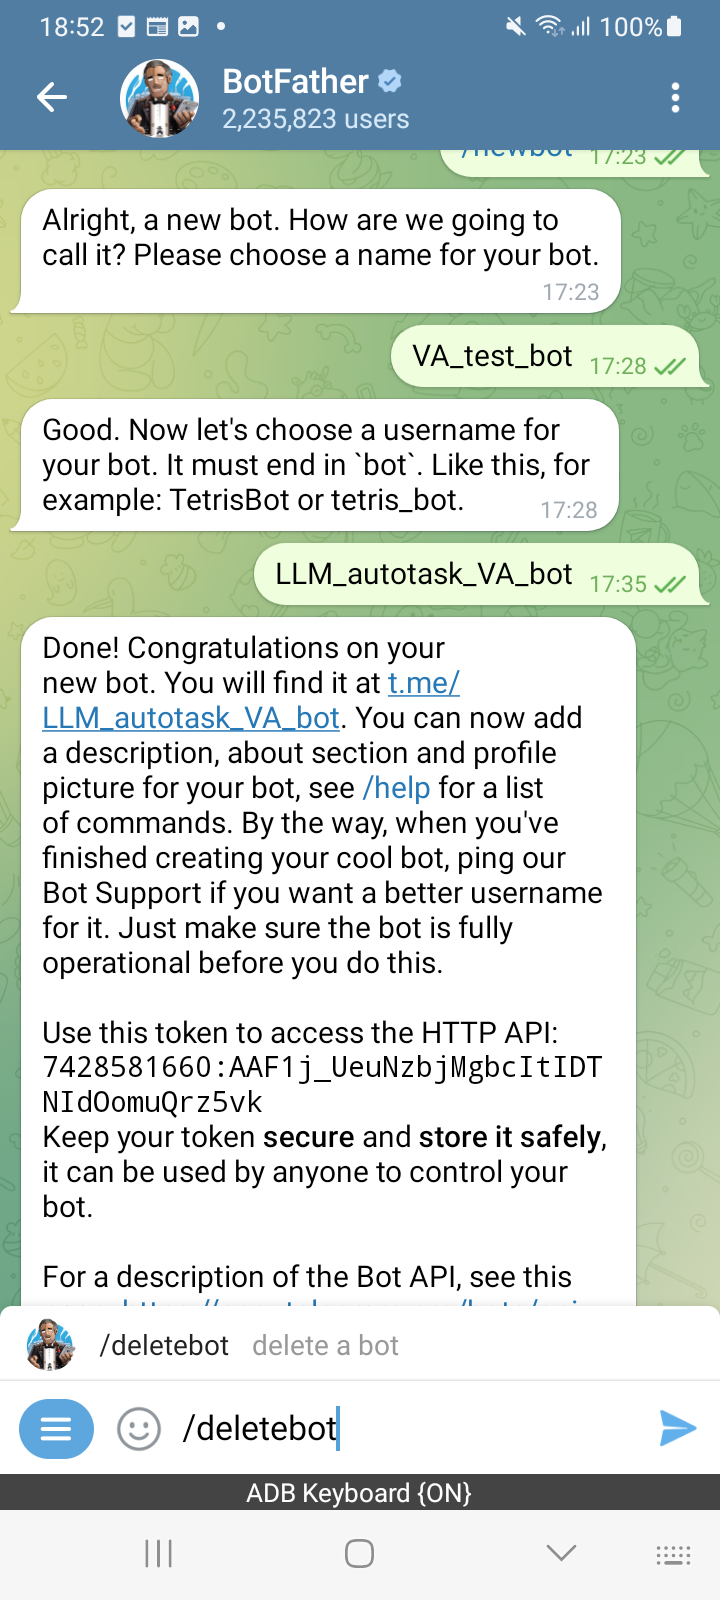 18:52
100%
BotFather
2,235,823 users
/newbot 17:23
Alright, a new bot. How are we going to
call it? Please choose a name for your bot.
17:23
VA_test_bot 17:28
Good. Now let's choose a username for
your bot. It must end in `bot`. Like this, for
example: TetrisBot or tetris_bot.
17:28
LLM_autotask_VA_bot 17:35
Done! Congratulations on your
new bot. You will find it at t.me/
LLM_autotask_VA_bot. You can now add
a description, about section and profile
picture for your bot, see /help for a list
of commands. By the way, when you've
finished creating your cool bot, ping our
Bot Support if you want a better username
for it. Just make sure the bot is fully
operational before you do this.
Use this token to access the HTTP API:
7428581660:AAF1j_UeuNzbjMgbcItIDT
NIdOomuQrz5vk
Keep your token secure and store it safely,
it can be used by anyone to control your
bot.
For a description of the Bot API, see this
/deletebot delete a bot
/deletebot
ADB Keyboard {ON}